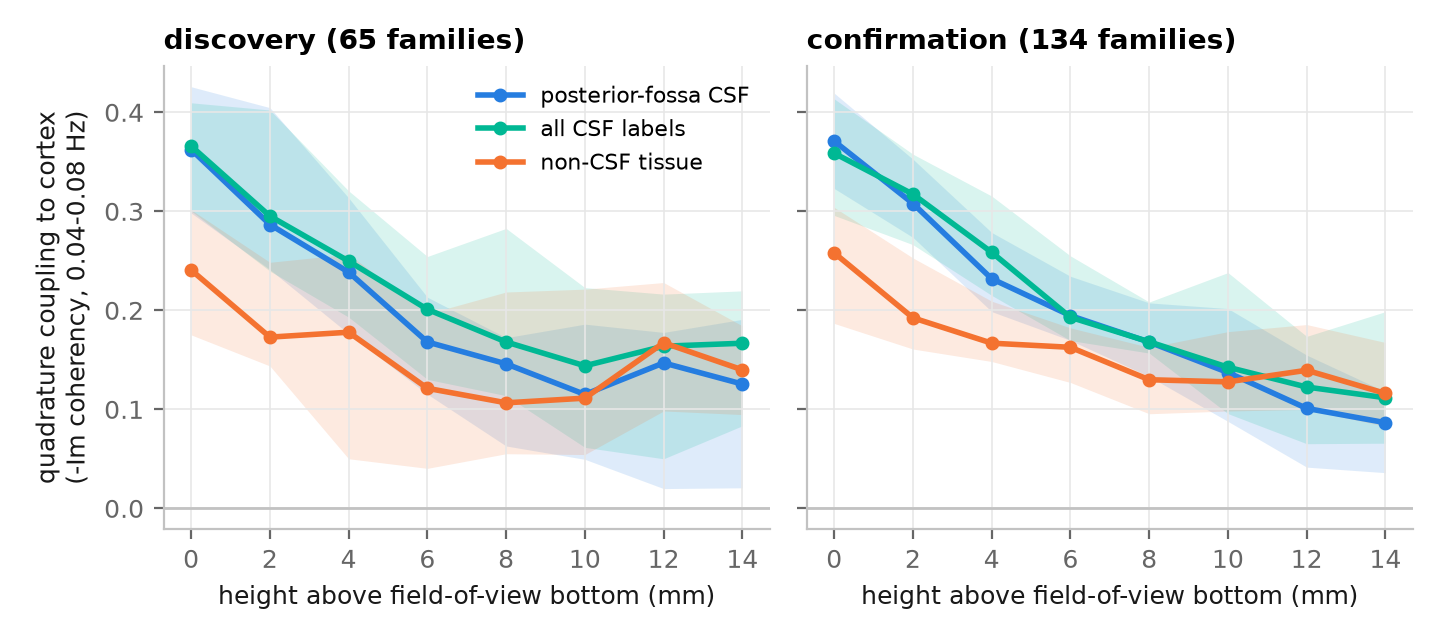 discovery (65 families)
confirmation (134 families)
quadrature coupling to cortex
(-Im coherency, 0.04-0.08 Hz)
posterior-fossa CSF
all CSF labels
non-CSF tissue
0.4
0.3
0.2
0.1
0.0
0 2 4 6 8 10 12 14
0 2 4 6 8 10 12 14
height above field-of-view bottom (mm)
height above field-of-view bottom (mm)